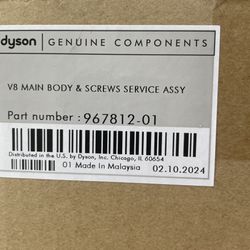 dyson GENUINE COMPONENTS
V8 MAIN BODY & SCREWS SERVICE ASSY
Part number : 967812-01
Distributed in the U.S. by Dyson, Inc. Chicago, IL 60654
01 Made In Malaysia 02.10.2024